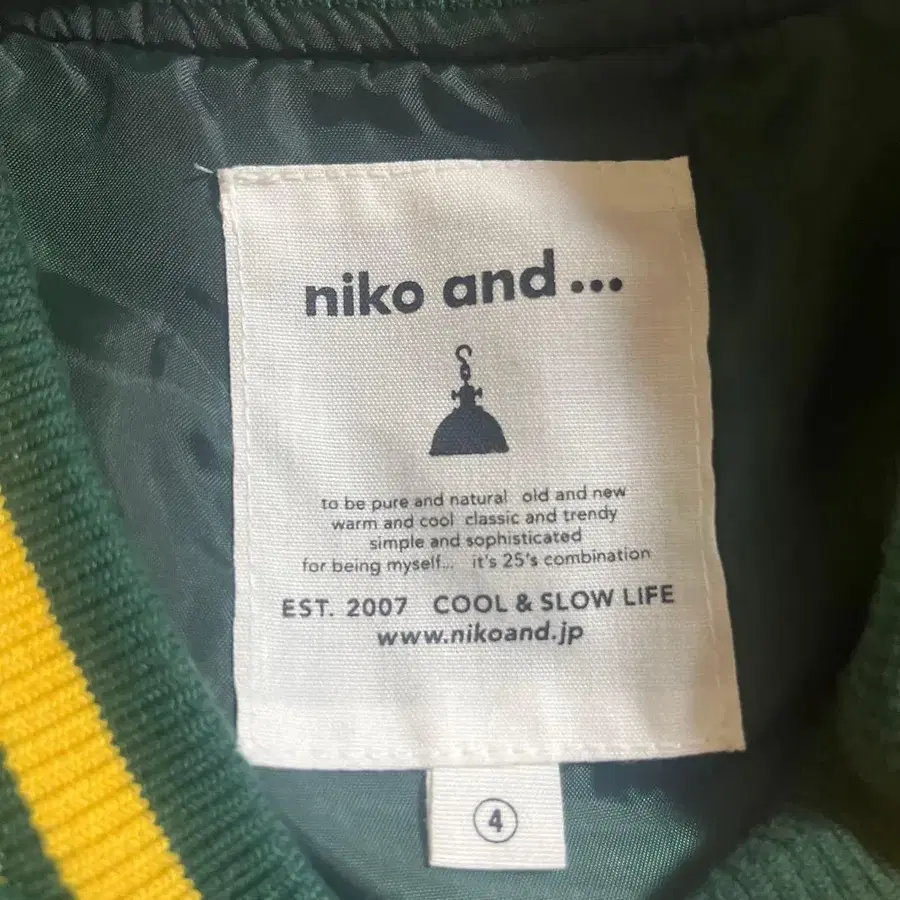 niko and ...
to be pure and natural old and new
warm and cool classic and trendy
simple and sophisticated
for being myself... it's 25's combination
EST. 2007 COOL & SLOW LIFE
www.nikoand.jp
4